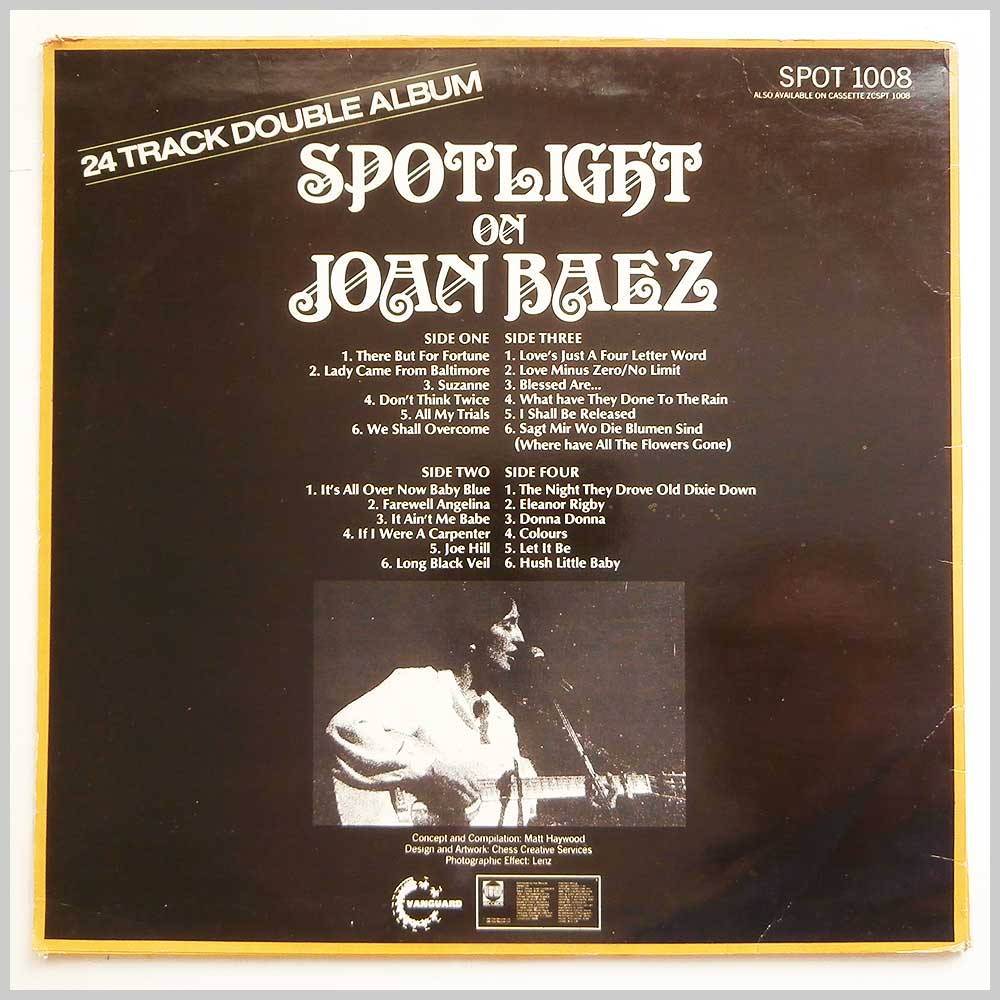 24 TRACK DOUBLE ALBUM
SPOT 1008
ALSO AVAILABLE ON CASSETTE ZCSPT 1008
SPOTLIGHT
ON
JOAN BAEZ
SIDE ONE
1. There But For Fortune
2. Lady Came From Baltimore
3. Suzanne
4. Don't Think Twice
5. All My Trials
6. We Shall Overcome
SIDE TWO
1. It's All Over Now Baby Blue
2. Farewell Angelina
3. It Ain't Me Babe
4. If I Were A Carpenter
5. Joe Hill
6. Long Black Veil
SIDE THREE
1. Love's Just A Four Letter Word
2. Love Minus Zero/No Limit
3. Blessed Are...
4. What have They Done To The Rain
5. I Shall Be Released
6. Sagt Mir Wo Die Blumen Sind
(Where have All The Flowers Gone)
SIDE FOUR
1. The Night They Drove Old Dixie Down
2. Eleanor Rigby
3. Donna Donna
4. Colours
5. Let It Be
6. Hush Little Baby
Concept and Compilation: Matt Haywood
Design and Artwork: Chess Creative Services
Photographic Effect: Lenz
VANGUARD